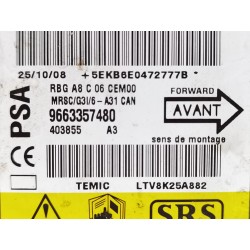 25/10/08 +5EKB6E0472777B *
RBG A8 C 06 CEM00
MRSC/G3I/6 - A31 CAN
FORWARD
9663357480
AVANT
403855 A3
sens de montage
PSA
CE
TEMIC LTV8K25A882
SRS